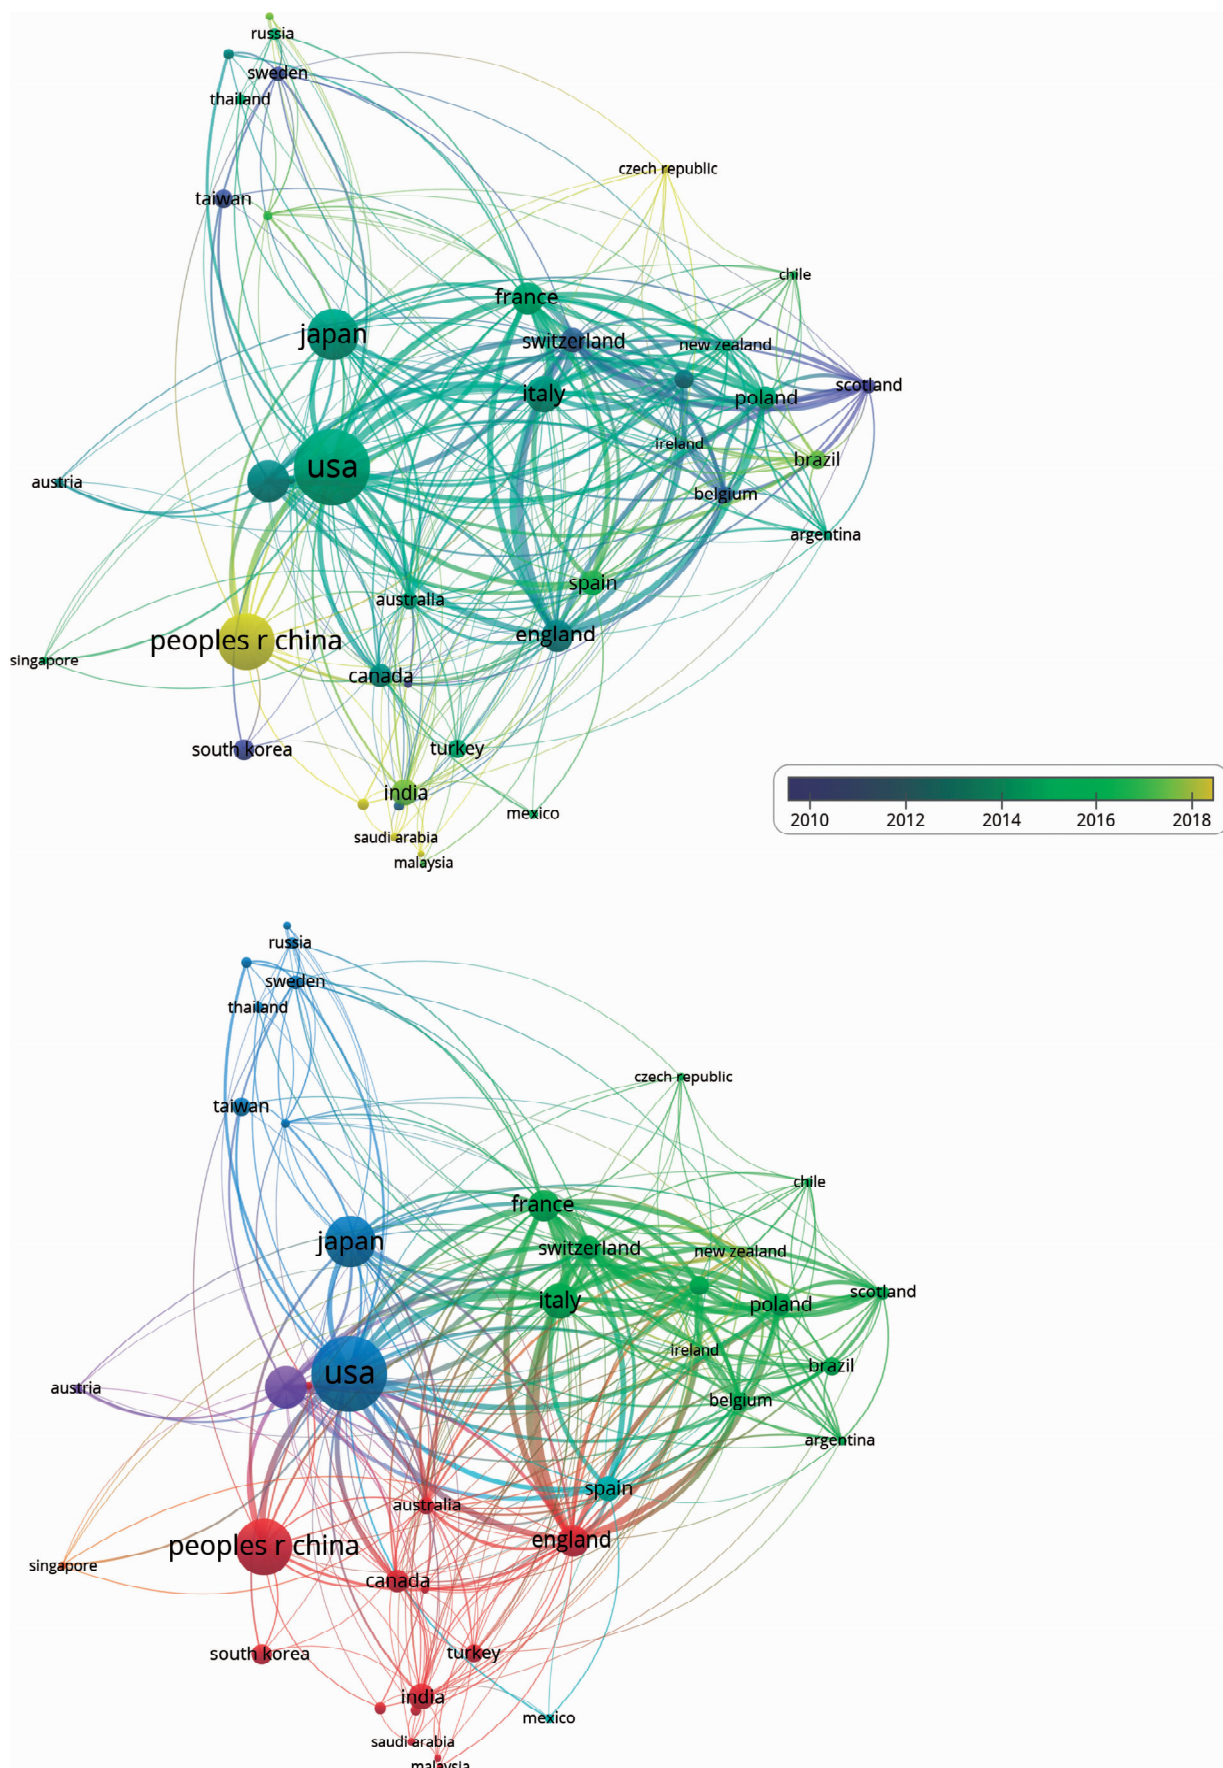 russia
sweden
thailand
czech republic
taiwan
chile
france
japan
switzerland
new zealand
scotland
italy
poland
ireland
usa
brazil
austria
belgium
argentina
spain
australia
england
peoples r china
singapore
canada
south korea
turkey
india
mexico
saudi arabia
malaysia
2010 2012 2014 2016 2018
russia
sweden
thailand
czech republic
taiwan
chile
france
japan
switzerland
new zealand
scotland
italy
poland
ireland
brazil
usa
austria
belgium
argentina
spain
australia
england
peoples r china
singapore
canada
south korea
turkey
india
mexico
saudi arabia
malaysia